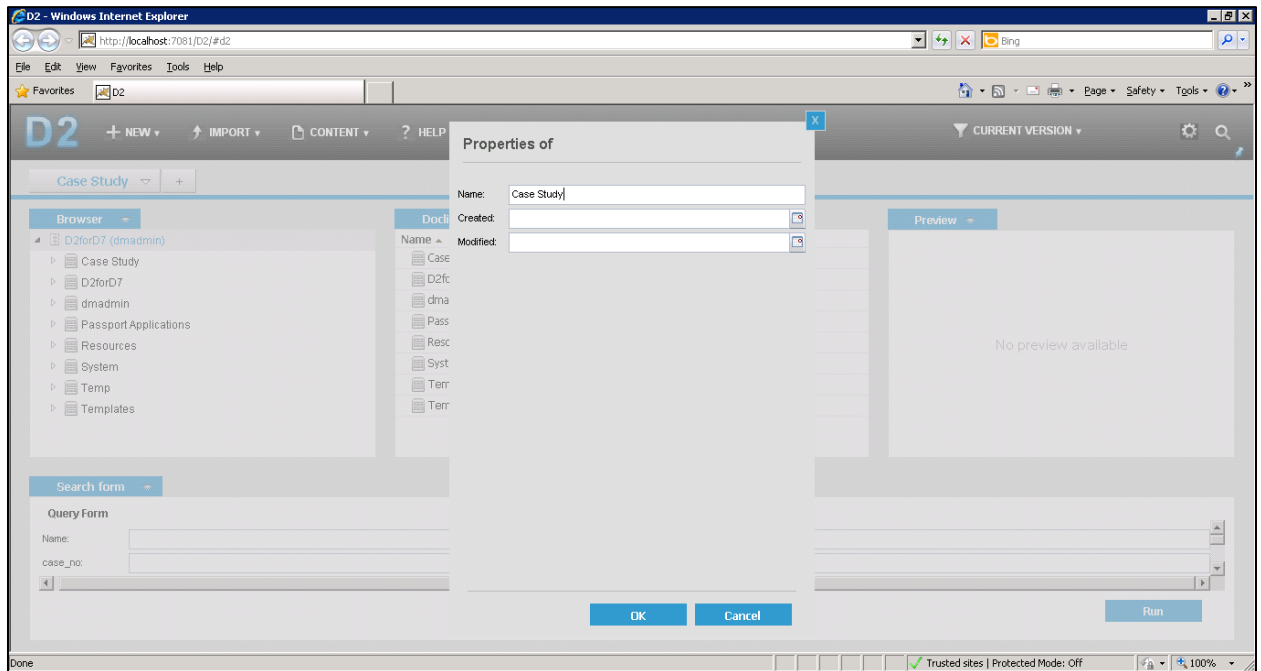 D2 - Windows Internet Explorer
http://localhost:7081/D2/#d2
Bing
File Edit View Favorites Tools Help
Favorites D2 Page Safety Tools
D2 NEW IMPORT CONTENT ? HELP CURRENT VERSION
X
Properties of
Case Study +
Name: Case Study
Browser Docli Created: Preview
D2forD7 (dmadmin) Name Modified:
Case Study Case
D2forD7 D2fc
dmadmin dma
Passport Applications Pass
Resources Resc No preview available
System Syst
Temp Tem
Templates Tem
Search form
Query Form
Name:
case_no:
OK Cancel Run
Done Trusted sites | Protected Mode: Off 100%